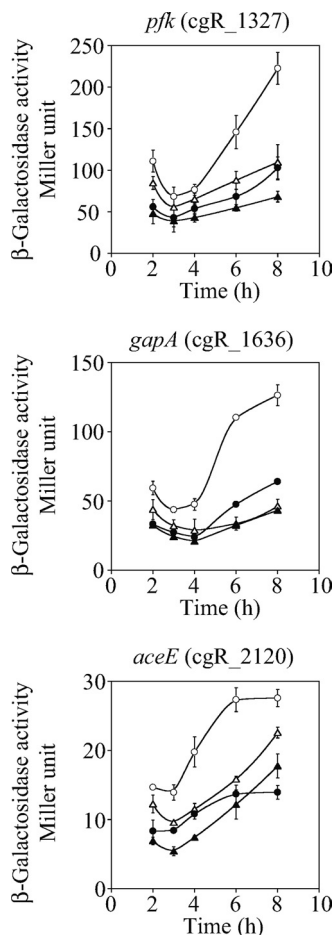 pfk (cgR_1327)
β-Galactosidase activity
Miller unit
250
200
150
100
50
0
0 2 4 6 8 10
Time (h)
gapA (cgR_1636)
β-Galactosidase activity
Miller unit
150
100
50
0
0 2 4 6 8 10
Time (h)
aceE (cgR_2120)
β-Galactosidase activity
Miller unit
30
20
10
0
0 2 4 6 8 10
Time (h)